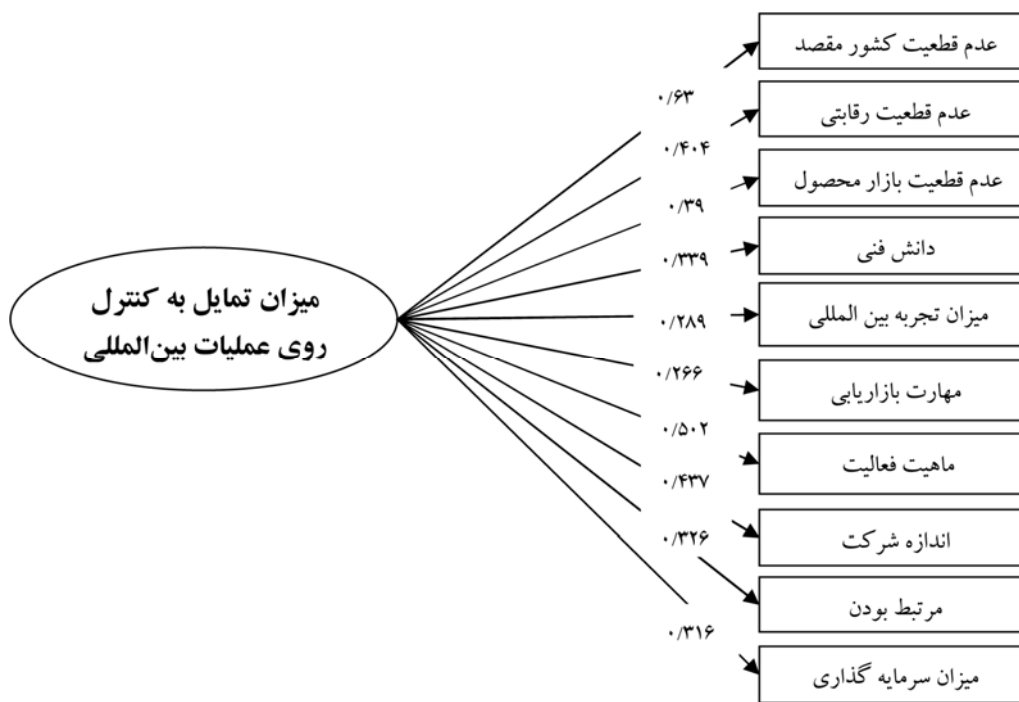 عدم قطعیت کشور مقصد
۰/۶۳
عدم قطعیت رقابتی
۰/۴۰۴
عدم قطعیت بازار محصول
۰/۳۹
دانش فنی
۰/۳۳۹
میزان تجربه بین المللی
۰/۲۸۹
میزان تمایل به کنترل
روی عملیات بین‌المللی
مهارت بازاریابی
۰/۲۶۶
ماهیت فعالیت
۰/۵۰۲
اندازه شرکت
۰/۴۳۷
مرتبط بودن
۰/۳۲۶
میزان سرمایه گذاری
۰/۳۱۶